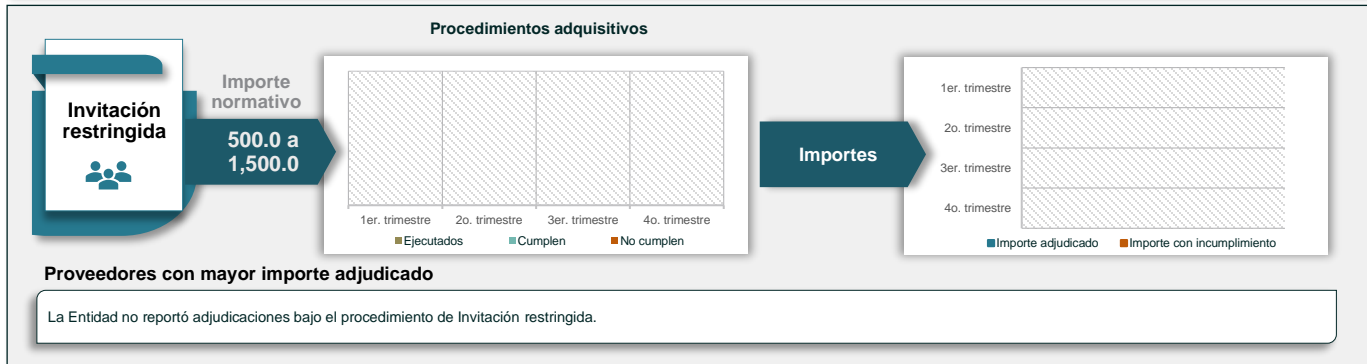 Procedimientos adquisitivos
Invitación
restringida
Importe
normativo
500.0 a
1,500.0
1er. trimestre 2o. trimestre 3er. trimestre 4o. trimestre
Ejecutados Cumplen No cumplen
Importes
1er. trimestre
2o. trimestre
3er. trimestre
4o. trimestre
Importe adjudicado Importe con incumplimiento
Proveedores con mayor importe adjudicado
La Entidad no reportó adjudicaciones bajo el procedimiento de Invitación restringida.